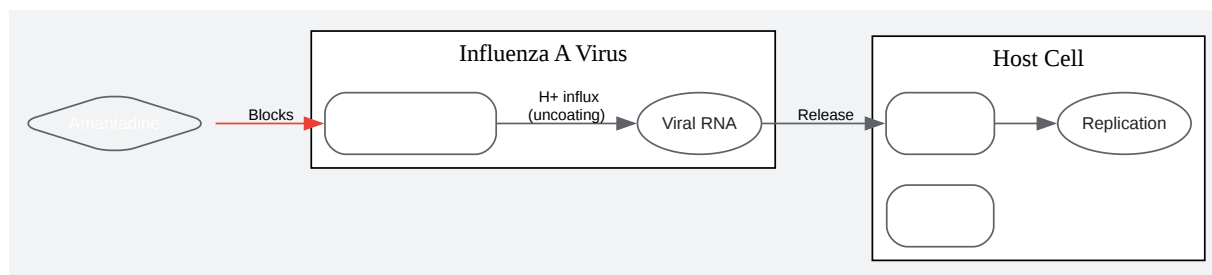 Influenza A Virus
Host Cell
Amantadine
Blocks
H+ influx
(uncoating)
Viral RNA
Release
Replication